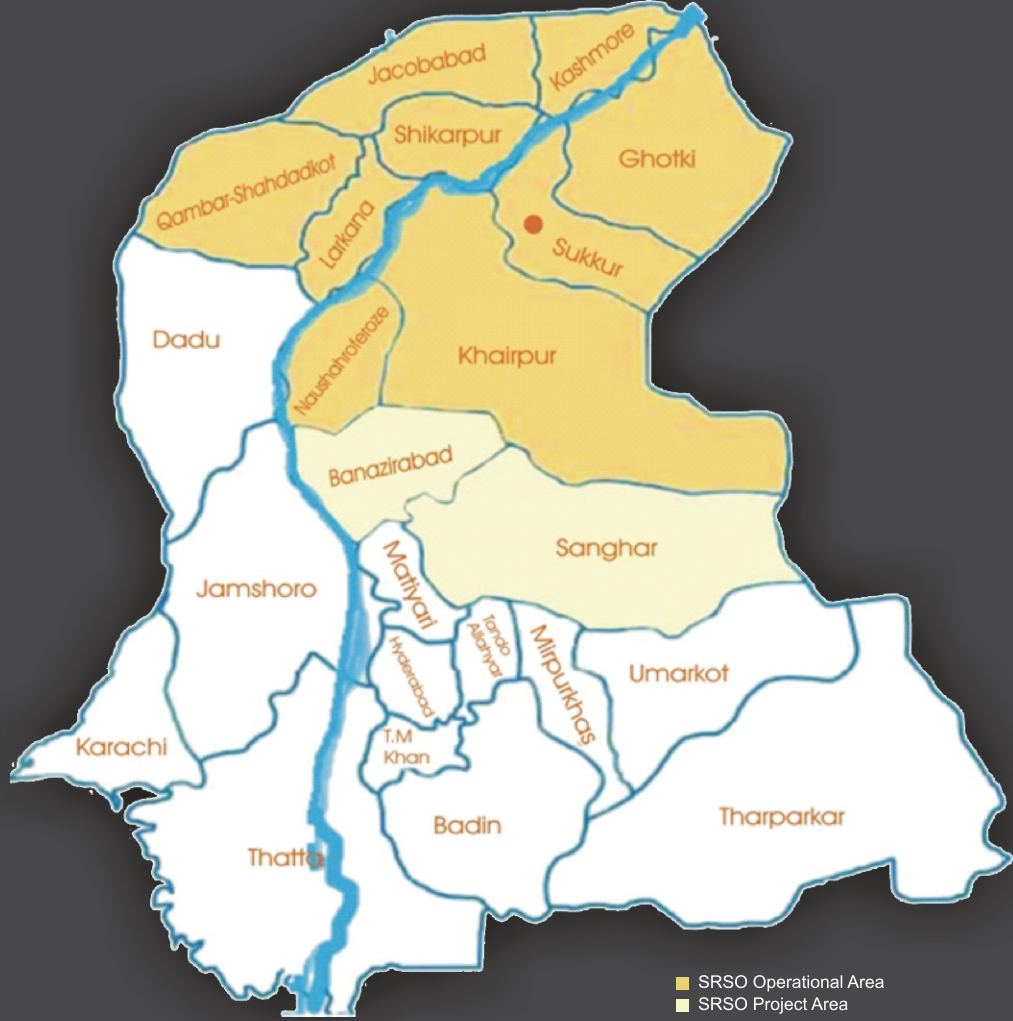 Jacobabad
Kashmore
Shikarpur
Ghotki
Qambar-Shahdadkot
Larkana
Sukkur
Dadu
Naushahroferoze
Khairpur
Banazirabad
Sanghar
Matiyari
Jamshoro
Tando
Allahyar
Hyderabad
Mirpurkhas
Umarkot
Karachi
T.M
Khan
Badin
Tharparkar
Thatta
SRSO Operational Area
SRSO Project Area